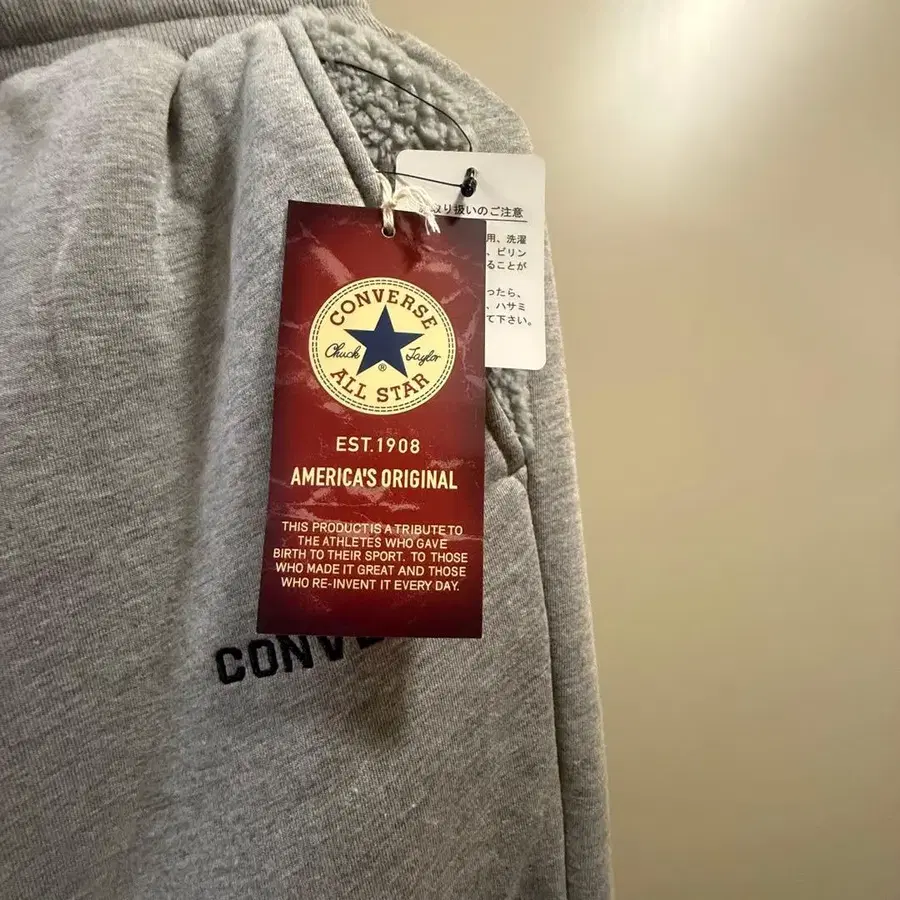 CONVERSE
Chuck Taylor
®
ALL STAR
EST.1908
AMERICA'S ORIGINAL
THIS PRODUCT IS A TRIBUTE TO
THE ATHLETES WHO GAVE
BIRTH TO THEIR SPORT. TO THOSE
WHO MADE IT GREAT AND THOSE
WHO RE-INVENT IT EVERY DAY.
り扱いのご注意
用、洗濯
、ピリン
ることが
ったら、
、ハサミ
て下さい。
CONVE